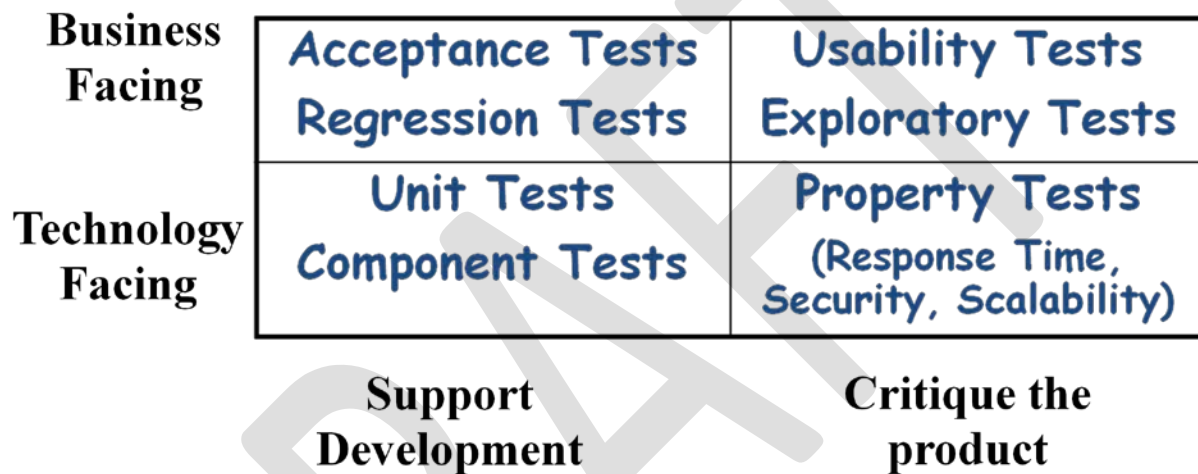 Business
Facing
Acceptance Tests
Regression Tests
Usability Tests
Exploratory Tests
Technology
Facing
Unit Tests
Component Tests
Property Tests
(Response Time,
Security, Scalability)
Support
Development
Critique the
product
DRAFT